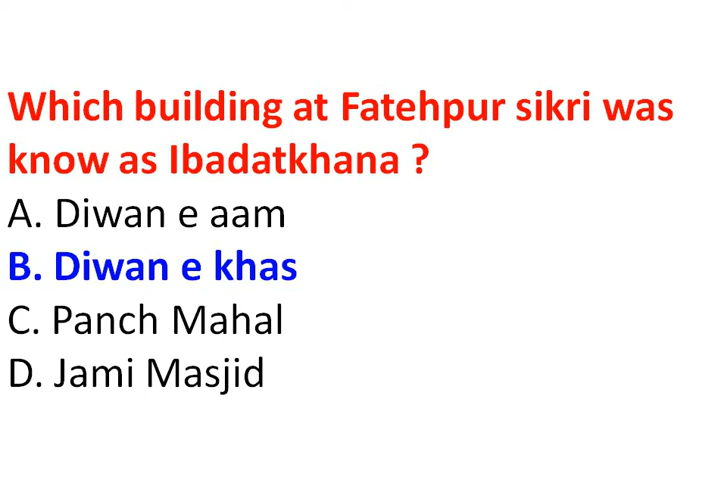 Which building at Fatehpur sikri was
know as Ibadatkhana ?
A. Diwan e aam
B. Diwan e khas
C. Panch Mahal
D. Jami Masjid